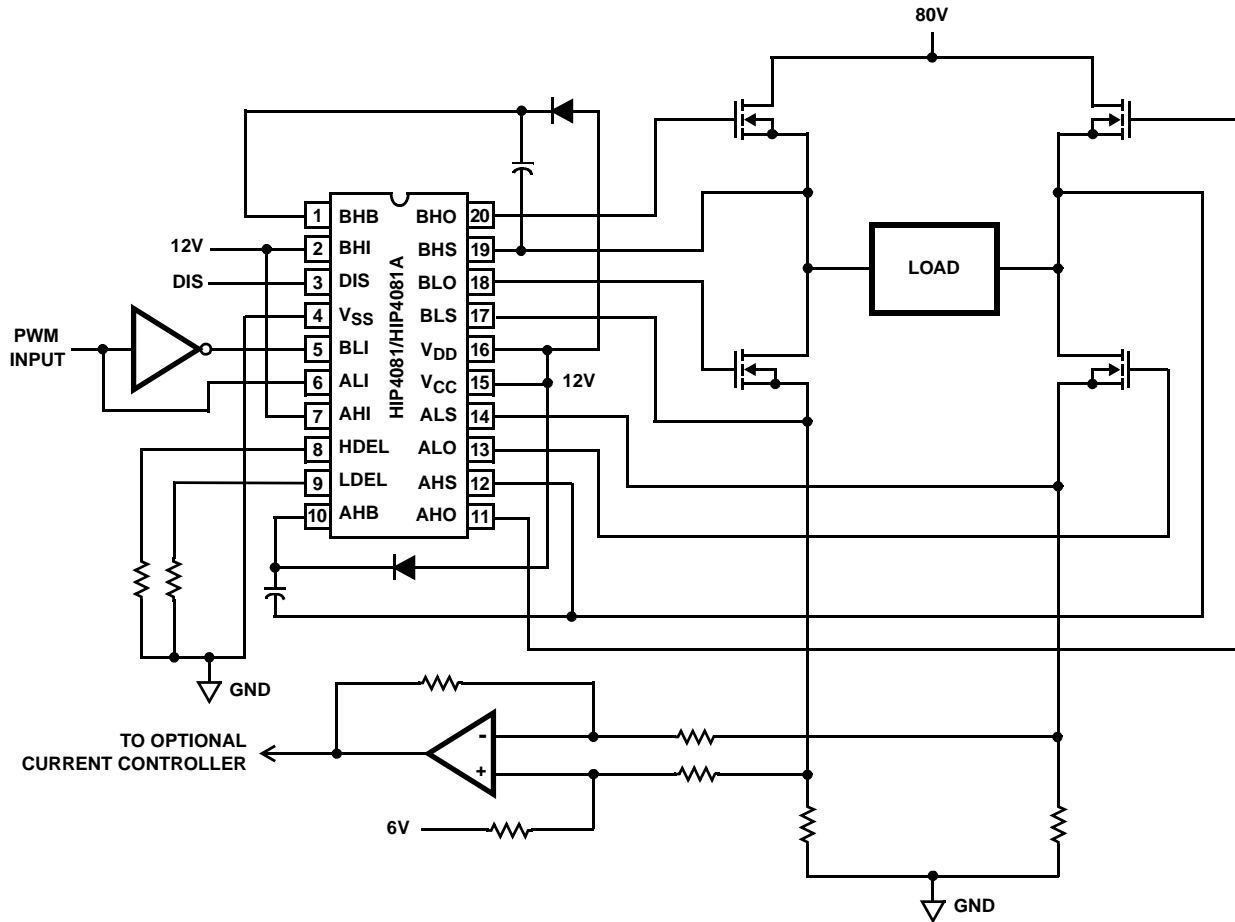 80V
1 BHB BHO 20
12V 2 BHI BHS 19
DIS 3 DIS BLO 18
4 VSS BLS 17
PWM
INPUT
5 BLI VDD 16
6 ALI VCC 15 12V
7 AHI ALS 14
8 HDEL ALO 13
9 LDEL AHS 12
10 AHB AHO 11
HIP4081/HIP4081A
LOAD
GND
TO OPTIONAL
CURRENT CONTROLLER
-
+
6V
GND